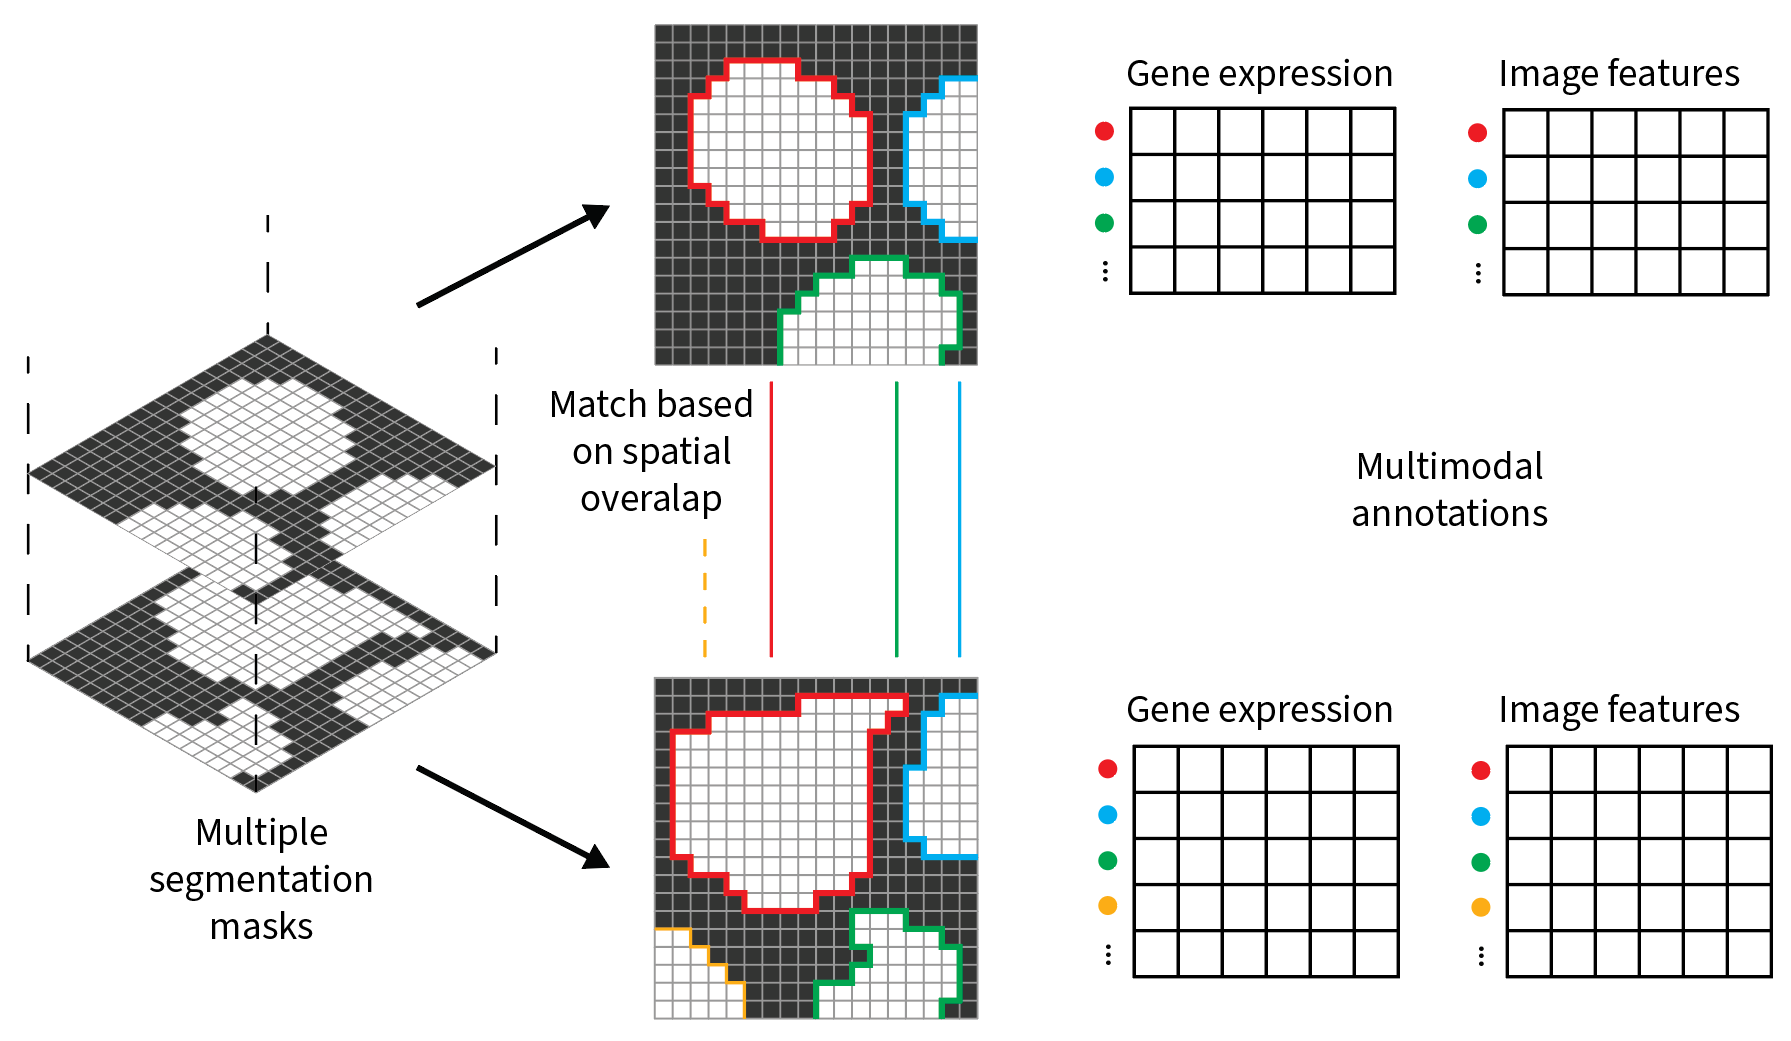 Gene expression
Image features
Match based
on spatial
overalap
Multimodal
annotations
Multiple
segmentation
masks
Gene expression
Image features